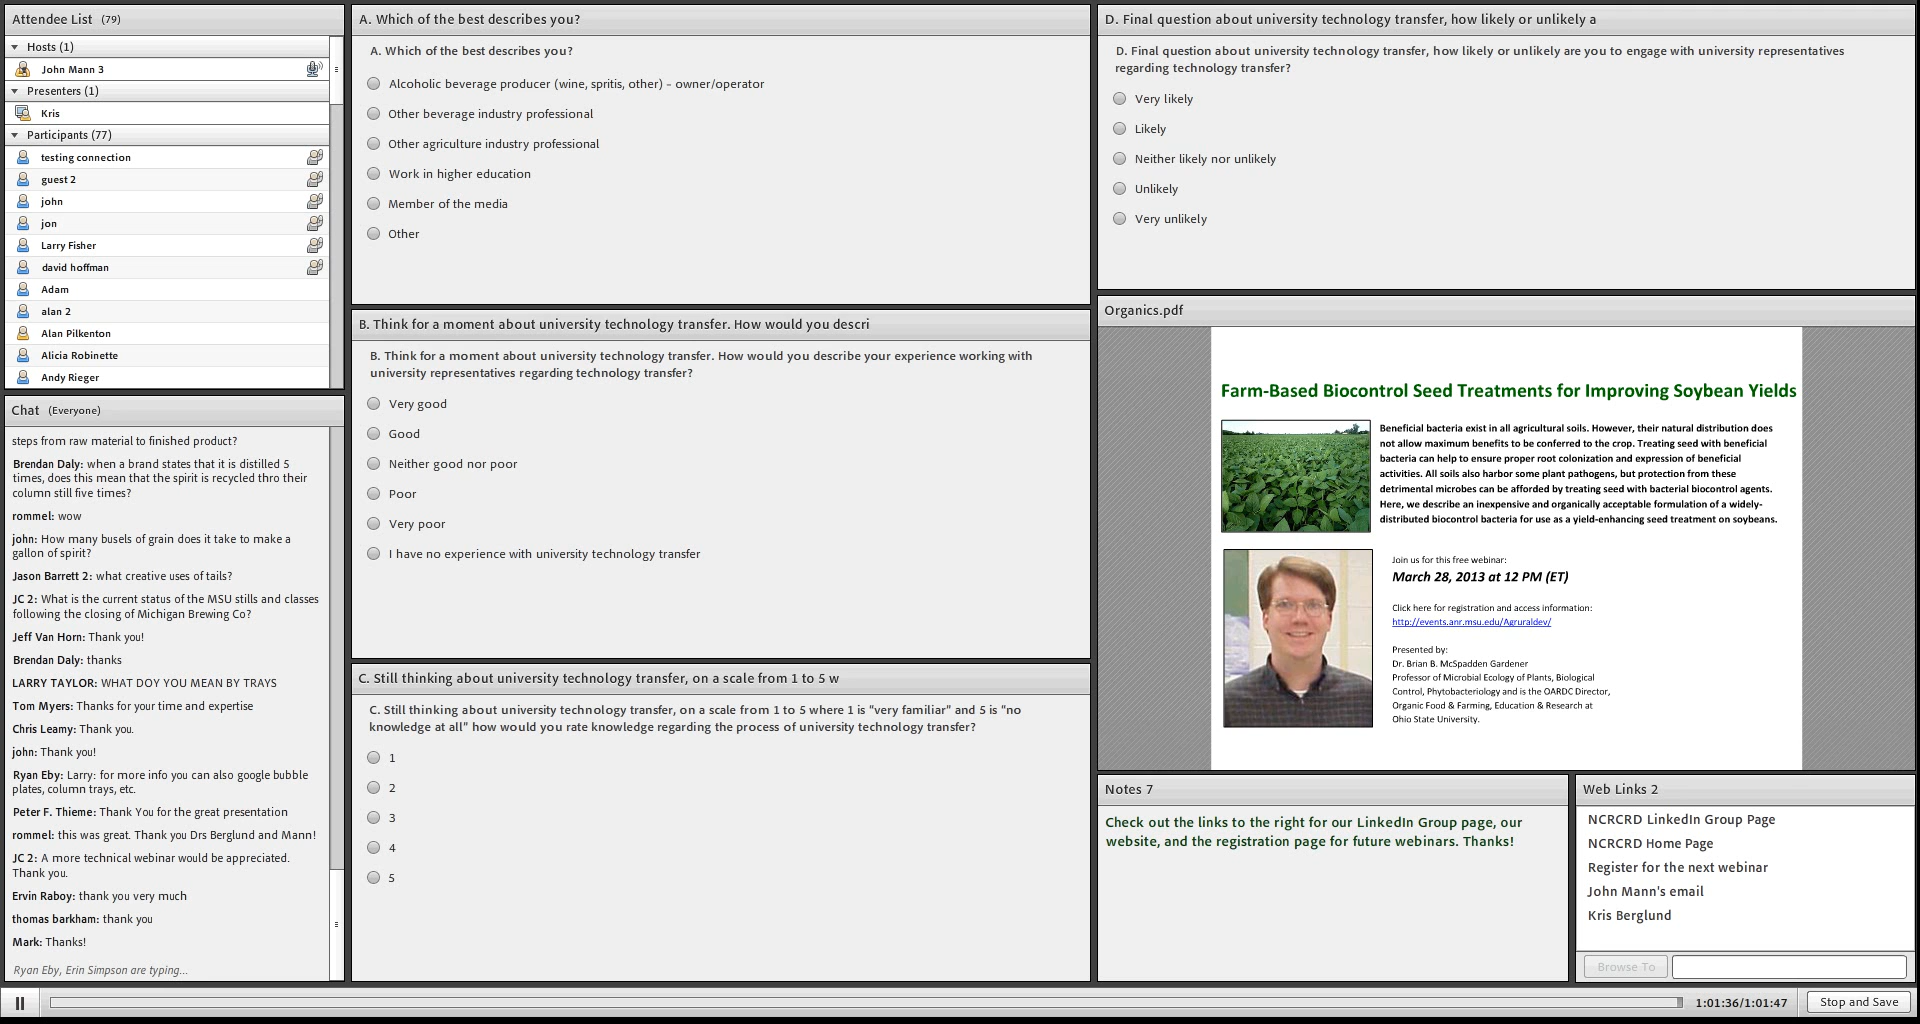 Attendee List (79)
Hosts (1)
John Mann 3
Presenters (1)
Kris
Participants (77)
testing connection
guest 2
john
jon
Larry Fisher
david hoffman
Adam
alan 2
Alan Pilkenton
Alicia Robinette
Andy Rieger
Chat (Everyone)
steps from raw material to finished product?
Brendan Daly: when a brand states that it is distilled 5
times, does this mean that the spirit is recycled thro their
column still five times?
rommel: wow
john: How many busels of grain does it take to make a
gallon of spirit?
Jason Barrett 2: what creative uses of tails?
JC 2: What is the current status of the MSU stills and classes
following the closing of Michigan Brewing Co?
Jeff Van Horn: Thank you!
Brendan Daly: thanks
LARRY TAYLOR: WHAT DOY YOU MEAN BY TRAYS
Tom Myers: Thanks for your time and expertise
Chris Leamy: Thank you.
john: Thank you!
Ryan Eby: Larry: for more info you can also google bubble
plates, column trays, etc.
Peter F. Thieme: Thank You for the great presentation
rommel: this was great. Thank you Drs Berglund and Mann!
JC 2: A more technical webinar would be appreciated.
Thank you.
Ervin Raboy: thank you very much
thomas barkham: thank you
Mark: Thanks!
Ryan Eby, Erin Simpson are typing...
A. Which of the best describes you?
A. Which of the best describes you?
Alcoholic beverage producer (wine, spritis, other) - owner/operator
Other beverage industry professional
Other agriculture industry professional
Work in higher education
Member of the media
Other
B. Think for a moment about university technology transfer. How would you descri
B. Think for a moment about university technology transfer. How would you describe your experience working with
university representatives regarding technology transfer?
Very good
Good
Neither good nor poor
Poor
Very poor
I have no experience with university technology transfer
C. Still thinking about university technology transfer, on a scale from 1 to 5 w
C. Still thinking about university technology transfer, on a scale from 1 to 5 where 1 is "very familiar" and 5 is "no
knowledge at all" how would you rate knowledge regarding the process of university technology transfer?
1
2
3
4
5
D. Final question about university technology transfer, how likely or unlikely a
D. Final question about university technology transfer, how likely or unlikely are you to engage with university representatives
regarding technology transfer?
Very likely
Likely
Neither likely nor unlikely
Unlikely
Very unlikely
Organics.pdf
Farm-Based Biocontrol Seed Treatments for Improving Soybean Yields
Beneficial bacteria exist in all agricultural soils. However, their natural distribution does
not allow maximum benefits to be conferred to the crop. Treating seed with beneficial
bacteria can help to ensure proper root colonization and expression of beneficial
activities. All soils also harbor some plant pathogens, but protection from these
detrimental microbes can be afforded by treating seed with bacterial biocontrol agents.
Here, we describe an inexpensive and organically acceptable formulation of a widely-
distributed biocontrol bacteria for use as a yield-enhancing seed treatment on soybeans.
Join us for this free webinar:
March 28, 2013 at 12 PM (ET)
Click here for registration and access information:
http://events.anr.msu.edu/Agruraldev/
Presented by:
Dr. Brian B. McSpadden Gardener
Professor of Microbial Ecology of Plants, Biological
Control, Phytobacteriology and is the OARDC Director,
Organic Food & Farming, Education & Research at
Ohio State University.
Notes 7
Check out the links to the right for our LinkedIn Group page, our
website, and the registration page for future webinars. Thanks!
Web Links 2
NCRCRD LinkedIn Group Page
NCRCRD Home Page
Register for the next webinar
John Mann's email
Kris Berglund
Browse To
1:01:36/1:01:47
Stop and Save